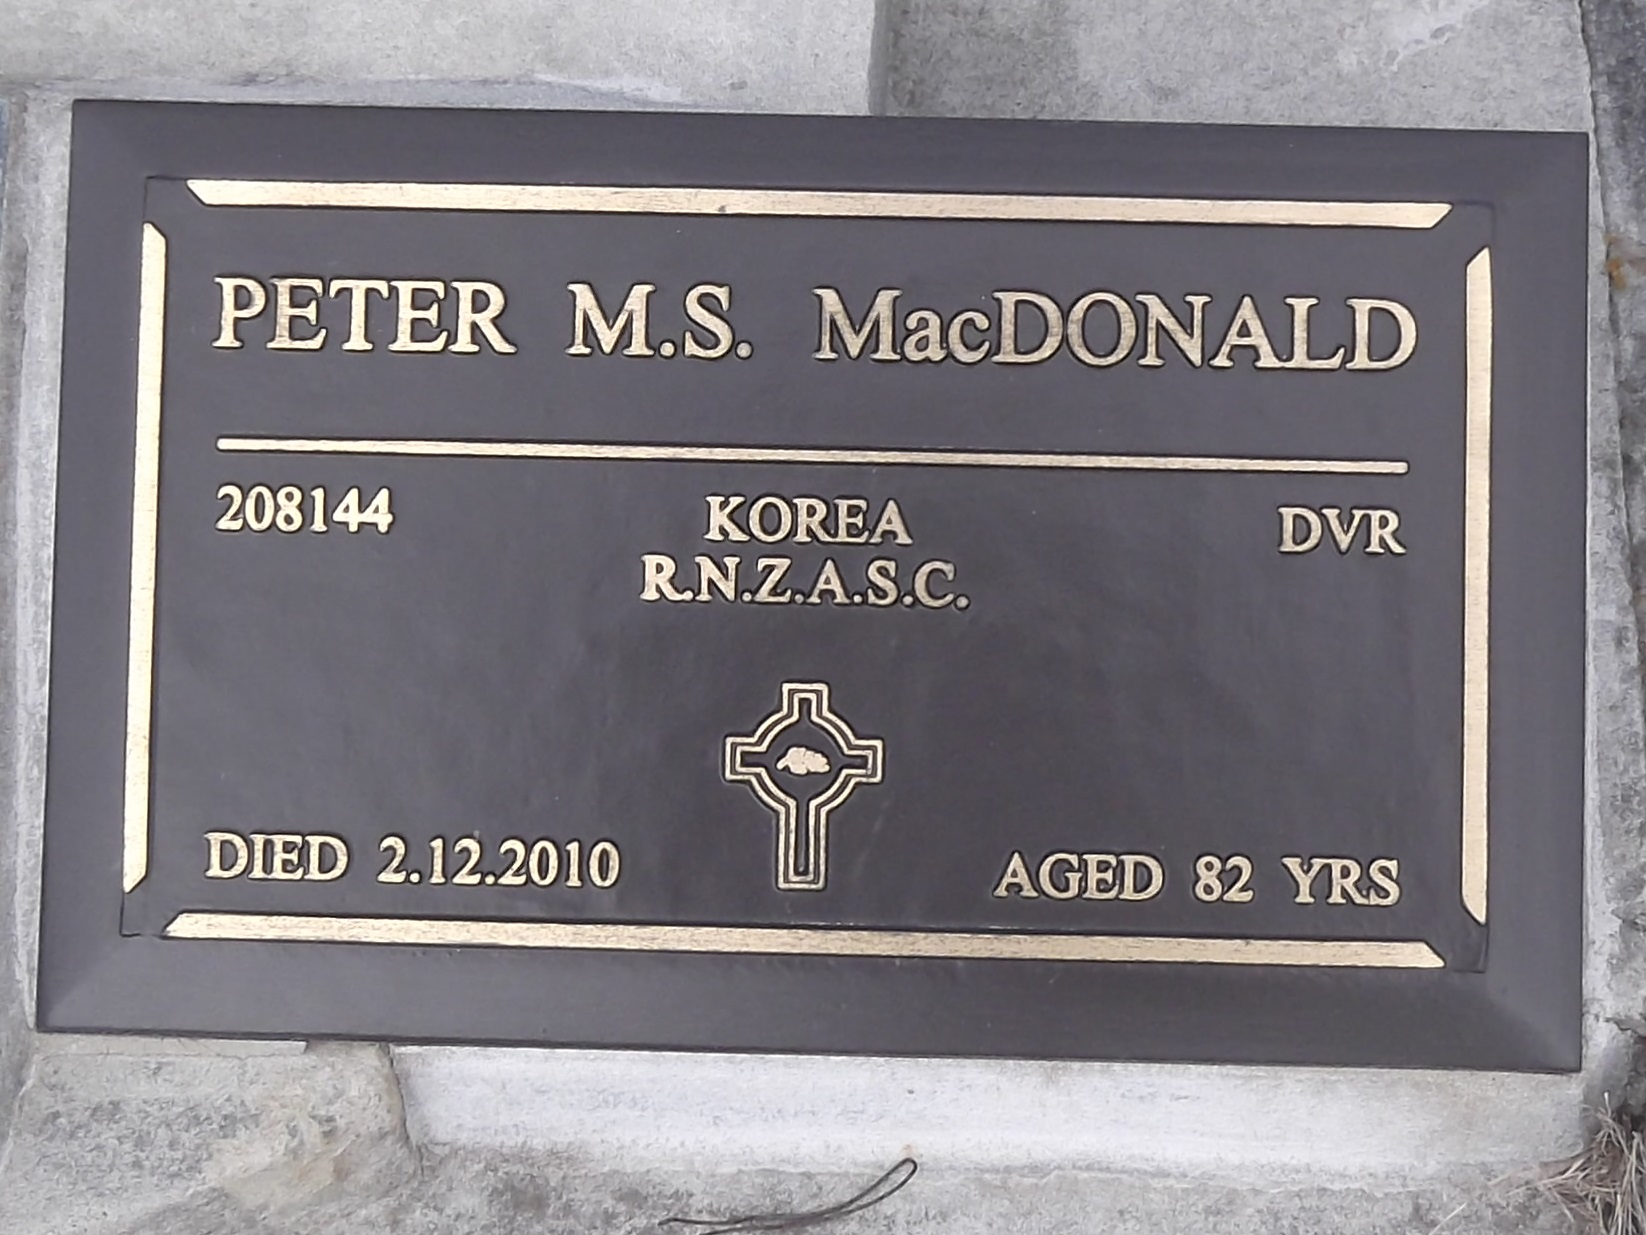 PETER M.S. MacDONALD
208144 KOREA DVR
R.N.Z.A.S.C.
DIED 2.12.2010 AGED 82 YRS